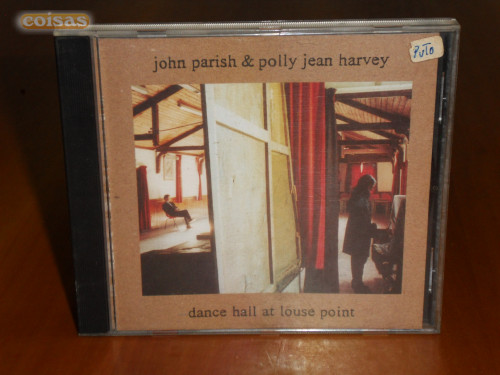 coisas
john parish & polly jean harvey
PUTO
dance hall at louse point